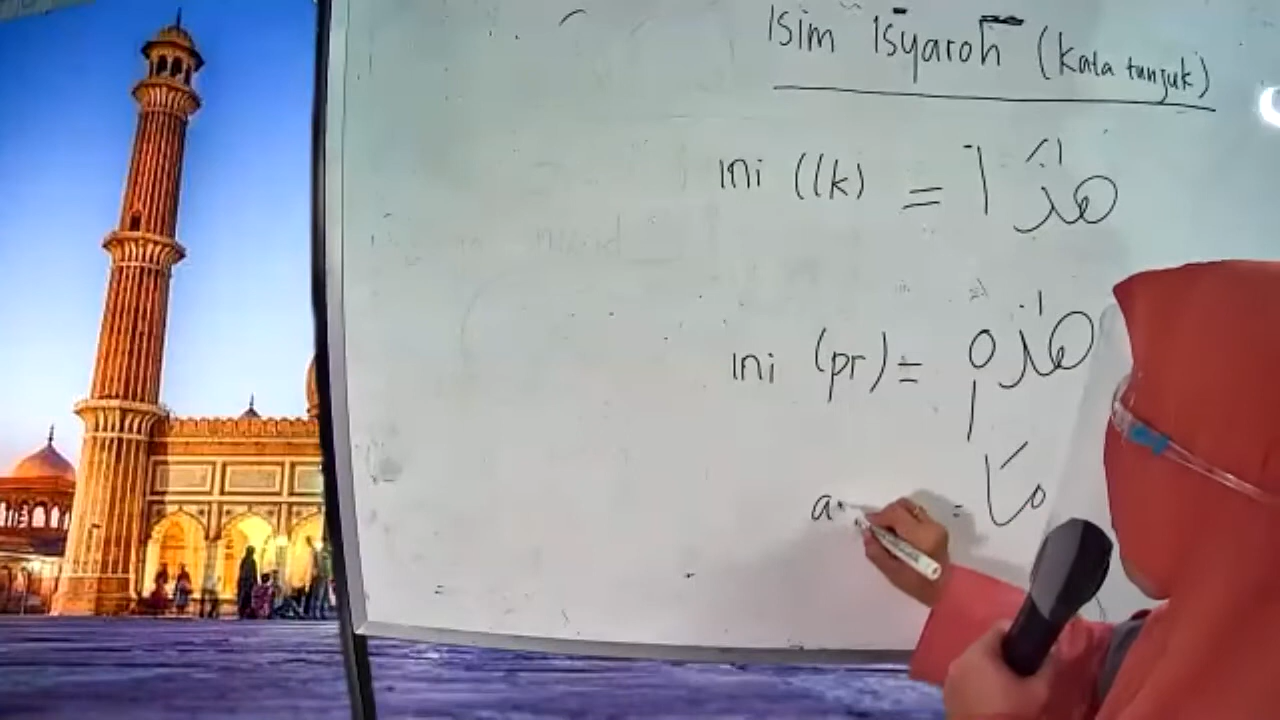 Isim Isyaroh (kata tunjuk)
ini (lk) = هَذَا
ini (pr) = هَذِهِ
a = مَا